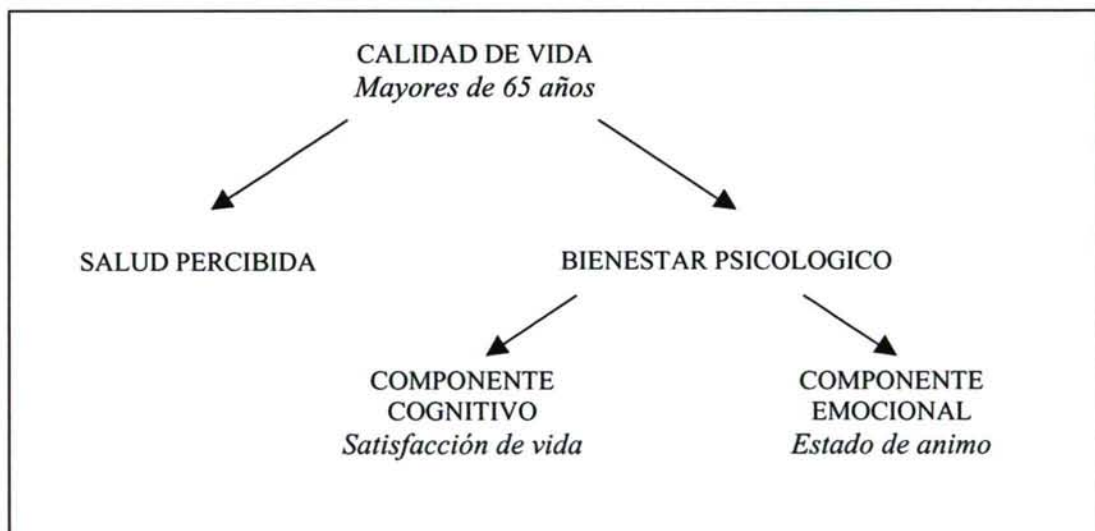 CALIDAD DE VIDA
Mayores de 65 años
SALUD PERCIBIDA
BIENESTAR PSICOLOGICO
COMPONENTE
COGNITIVO
Satisfacción de vida
COMPONENTE
EMOCIONAL
Estado de animo